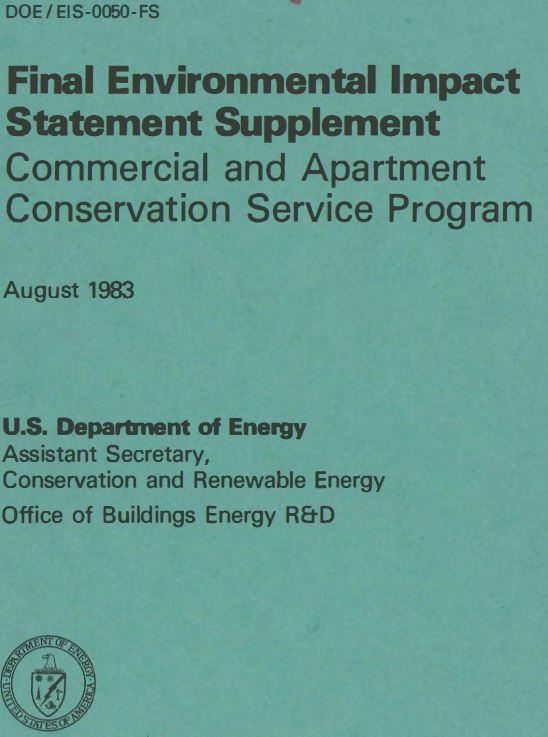 DOE / EIS-0050-FS
Final Environmental Impact
Statement Supplement
Commercial and Apartment
Conservation Service Program
August 1983
U.S. Department of Energy
Assistant Secretary,
Conservation and Renewable Energy
Office of Buildings Energy R&D
DEPARTMENT OF ENERGY
UNITED STATES OF AMERICA